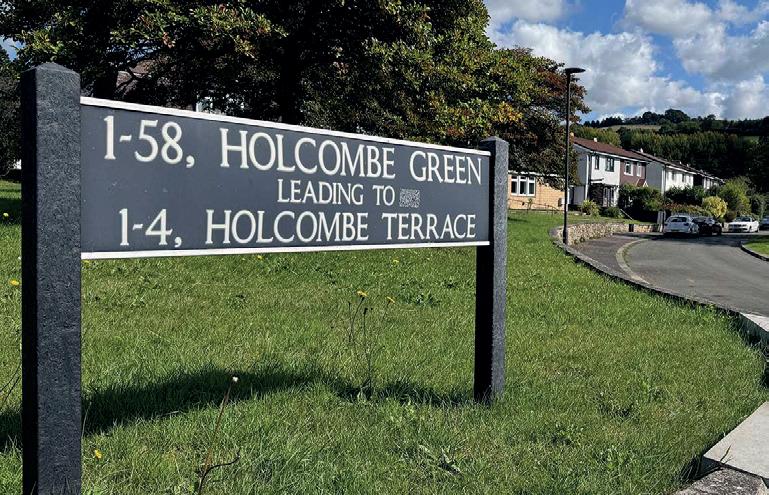 1-58, HOLCOMBE GREEN
LEADING TO
1-4, HOLCOMBE TERRACE